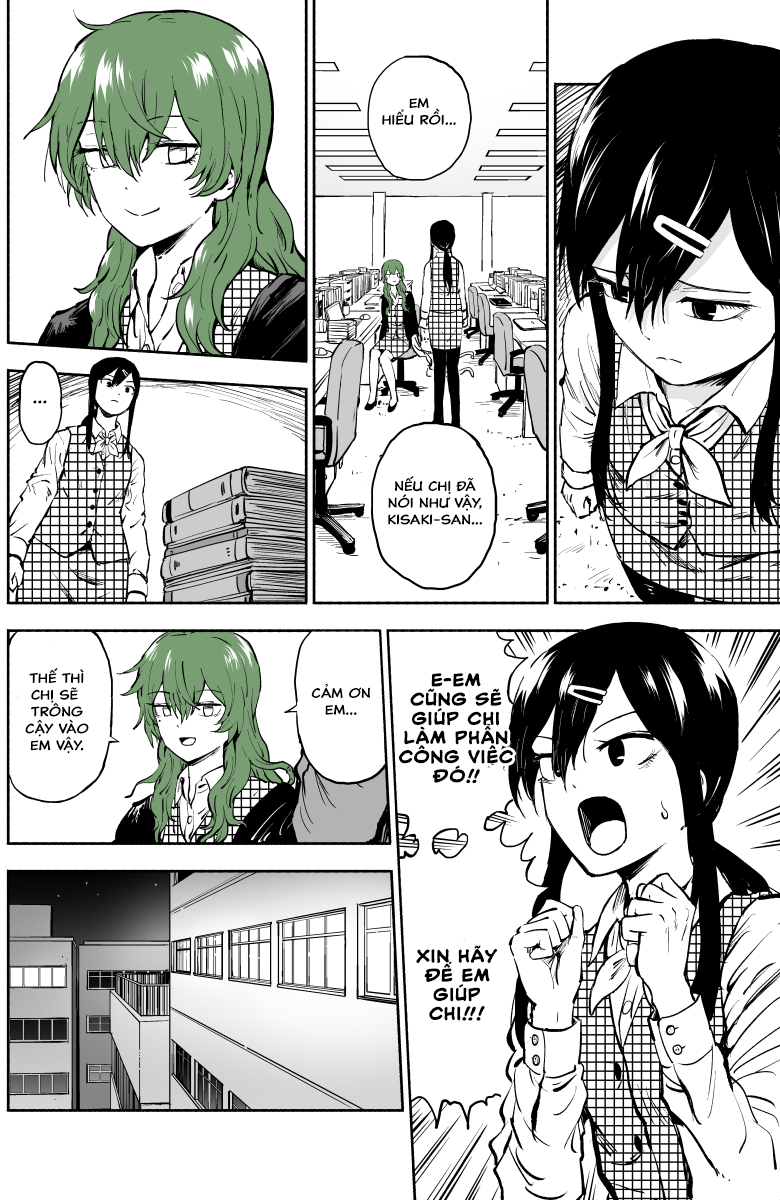 EM
HIỂU RỒI...
NẾU CHỊ ĐÃ
NÓI NHƯ VẬY,
KISAKI-SAN...
...
E-EM
CŨNG SẼ
GIÚP CHỊ
LÀM PHẦN
CÔNG VIỆC
ĐÓ!!
XIN HÃY
ĐỂ EM
GIÚP
CHỊ!!!
CẢM ƠN
EM...
THẾ THÌ
CHỊ SẼ
TRÔNG
CẬY VÀO
EM VẬY.